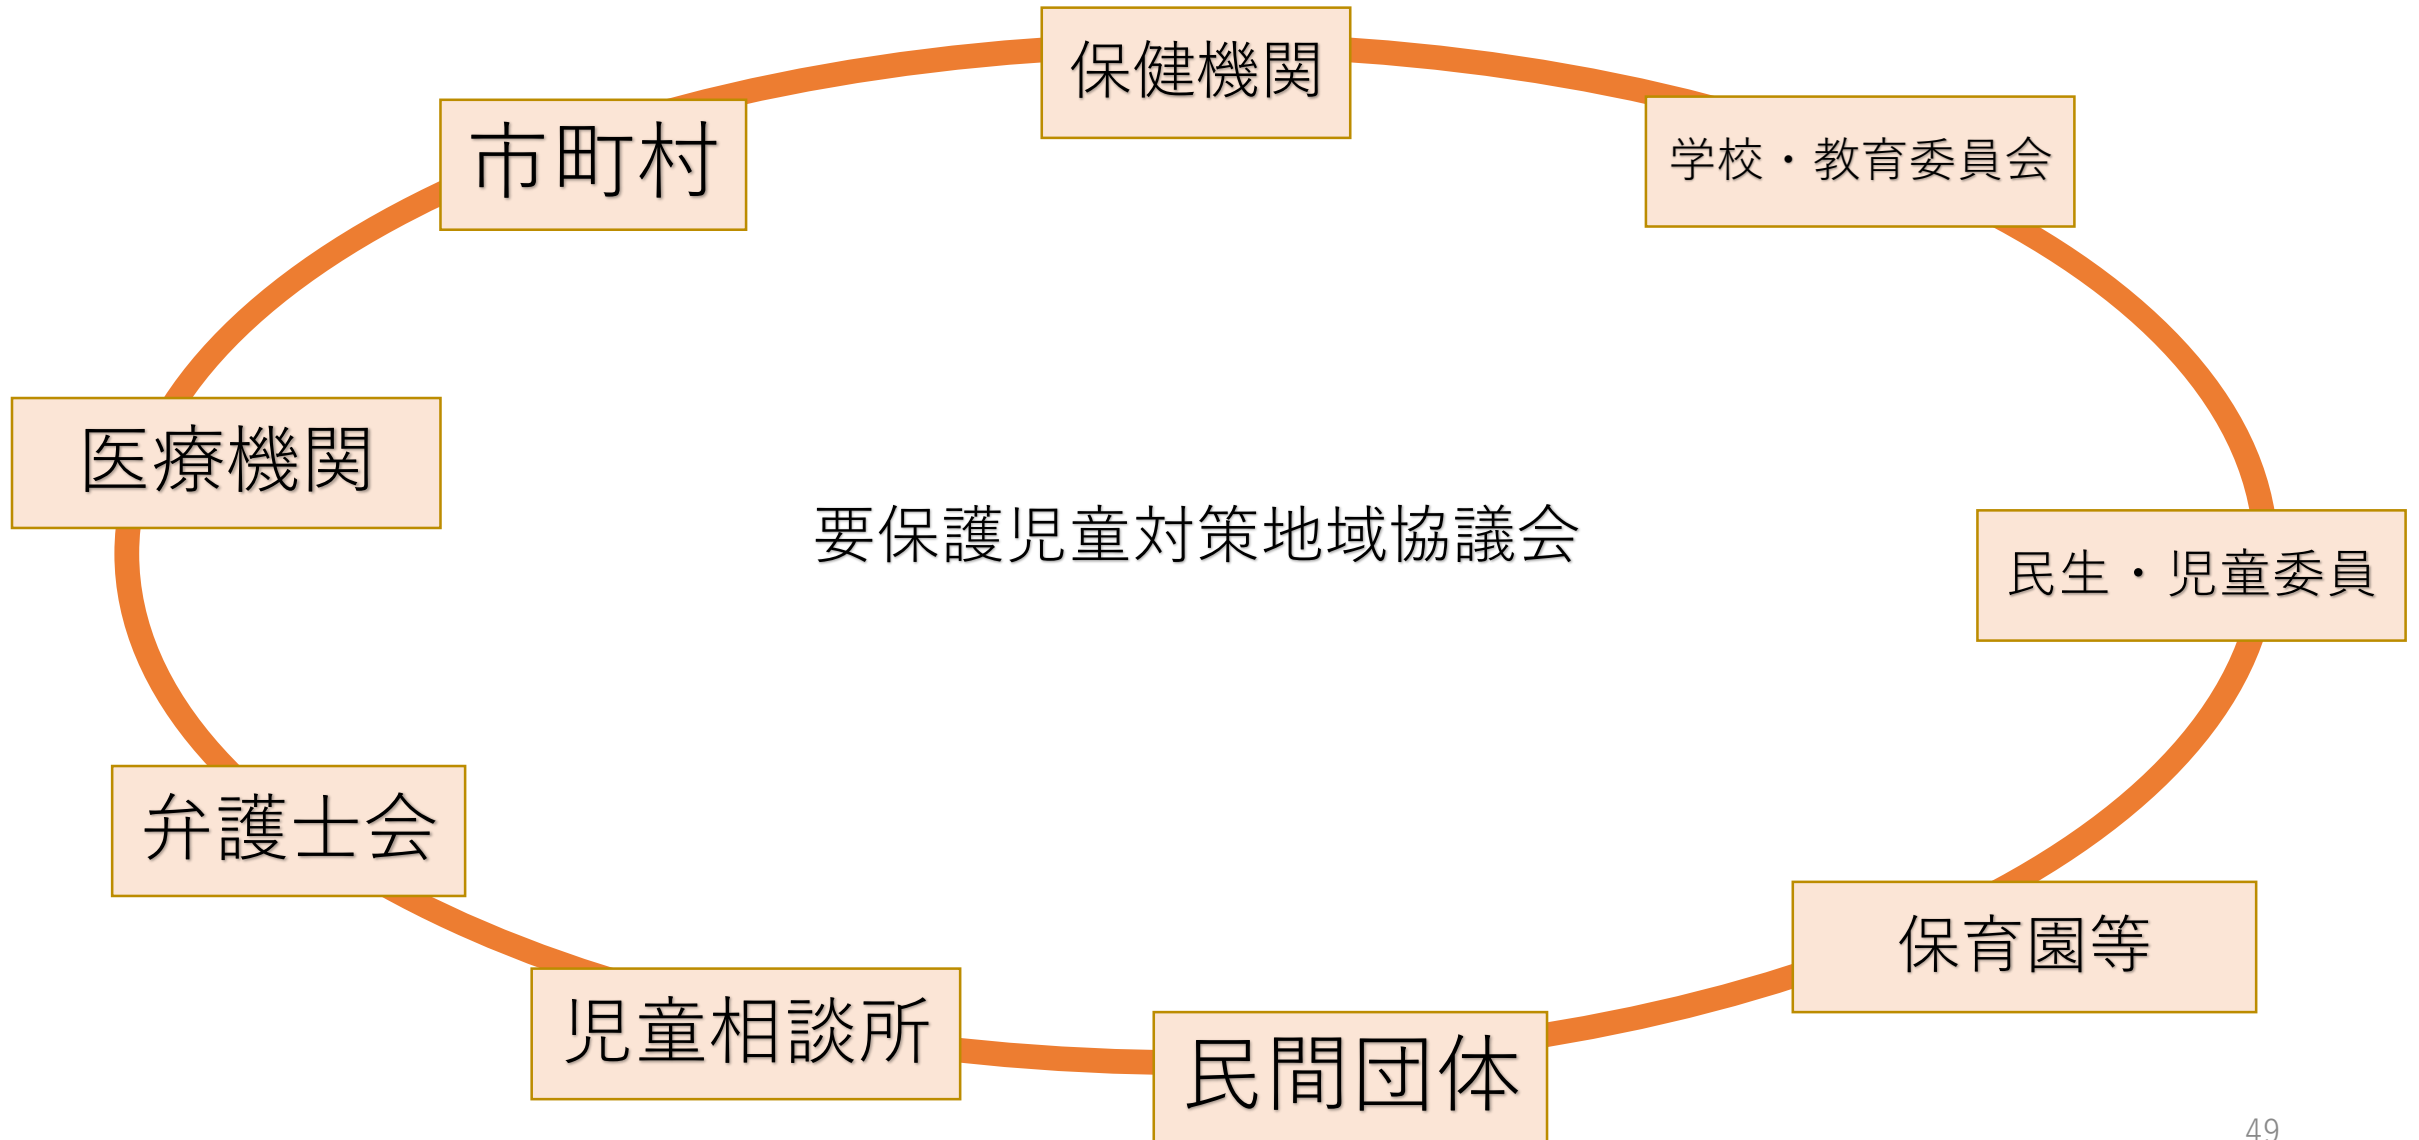 保健機関
市町村
学校・教育委員会
医療機関
要保護児童対策地域協議会
民生・児童委員
弁護士会
保育園等
児童相談所
民間団体
49